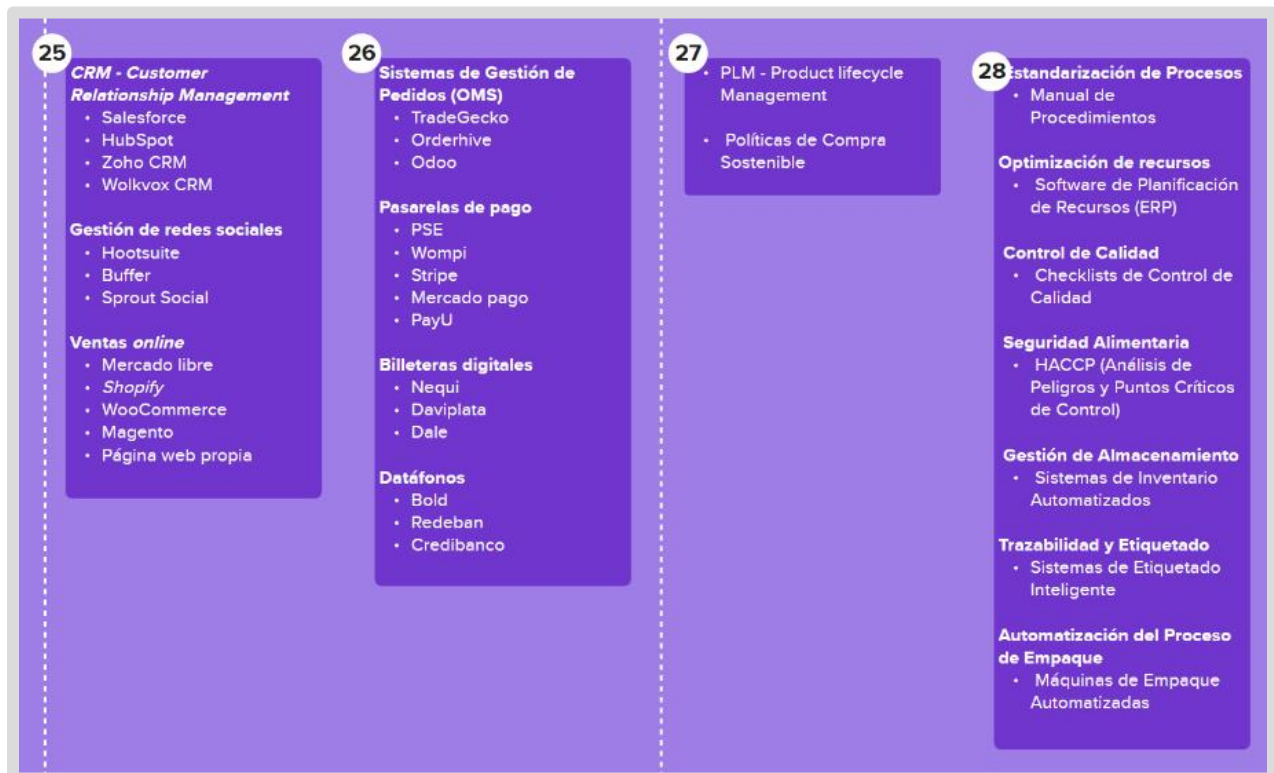 25
CRM - Customer
Relationship Management
• Salesforce
• HubSpot
• Zoho CRM
• Wolkvox CRM
Gestión de redes sociales
• Hootsuite
• Buffer
• Sprout Social
Ventas online
• Mercado libre
• Shopify
• WooCommerce
• Magento
• Página web propia
26
Sistemas de Gestión de
Pedidos (OMS)
• TradeGecko
• Orderhive
• Odoo
Pasarelas de pago
• PSE
• Wompi
• Stripe
• Mercado pago
• PayU
Billeteras digitales
• Nequi
• Daviplata
• Dale
Datáfonos
• Bold
• Redeban
• Credibanco
27
• PLM - Product lifecycle
Management
• Políticas de Compra
Sostenible
28
Estandarización de Procesos
• Manual de
Procedimientos
Optimización de recursos
• Software de Planificación
de Recursos (ERP)
Control de Calidad
• Checklists de Control de
Calidad
Seguridad Alimentaria
• HACCP (Análisis de
Peligros y Puntos Críticos
de Control)
Gestión de Almacenamiento
• Sistemas de Inventario
Automatizados
Trazabilidad y Etiquetado
• Sistemas de Etiquetado
Inteligente
Automatización del Proceso
de Empaque
• Máquinas de Empaque
Automatizadas